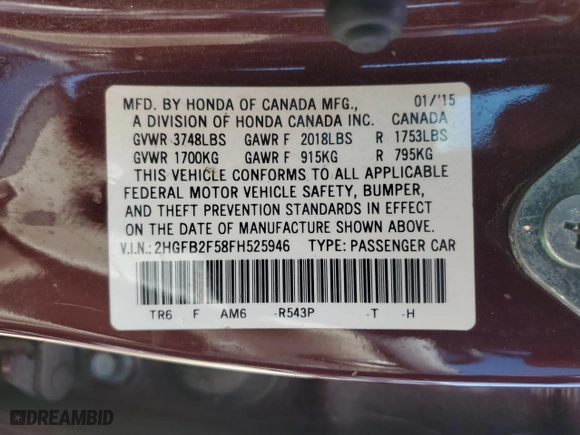 MFD. BY HONDA OF CANADA MFG., 01/'15
A DIVISION OF HONDA CANADA INC. CANADA
GVWR 3748LBS GAWR F 2018LBS R 1753LBS
GVWR 1700KG GAWR F 915KG R 795KG
THIS VEHICLE CONFORMS TO ALL APPLICABLE
FEDERAL MOTOR VEHICLE SAFETY, BUMPER,
AND THEFT PREVENTION STANDARDS IN EFFECT
ON THE DATE OF MANUFACTURE SHOWN ABOVE.
V.I.N.: 2HGFB2F58FH525946 TYPE: PASSENGER CAR
TR6 F AM6 -R543P -T -H
DREAMBID